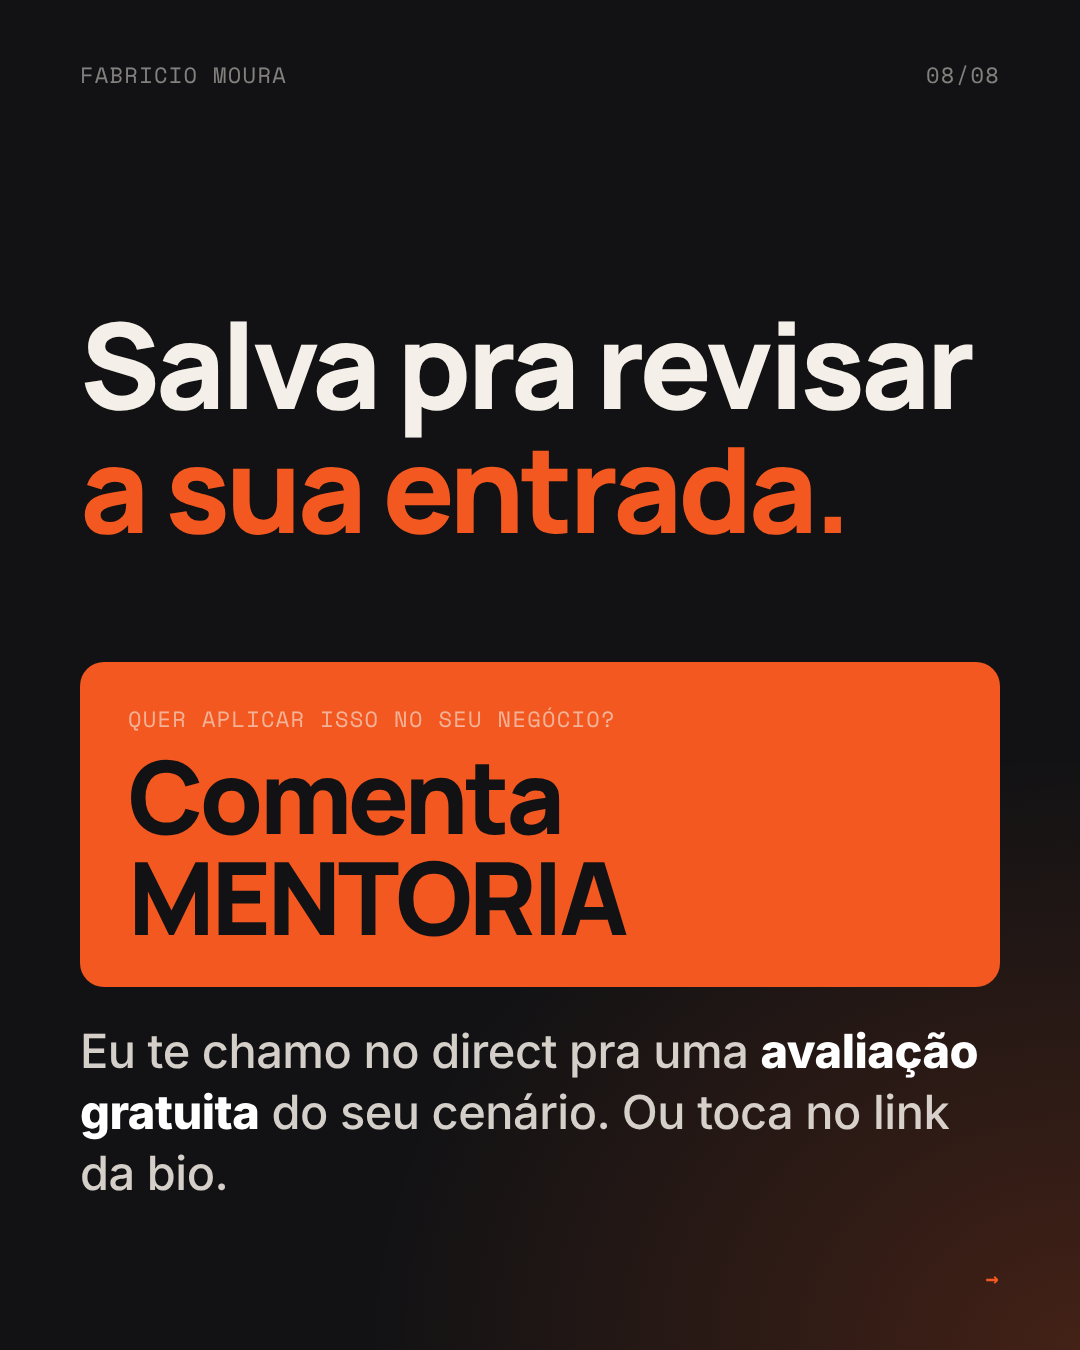 FABRICIO MOURA
08/08
Salva pra revisar
a sua entrada.
QUER APLICAR ISSO NO SEU NEGÓCIO?
Comenta
MENTORIA
Eu te chamo no direct pra uma avaliação
gratuita do seu cenário. Ou toca no link
da bio.
→